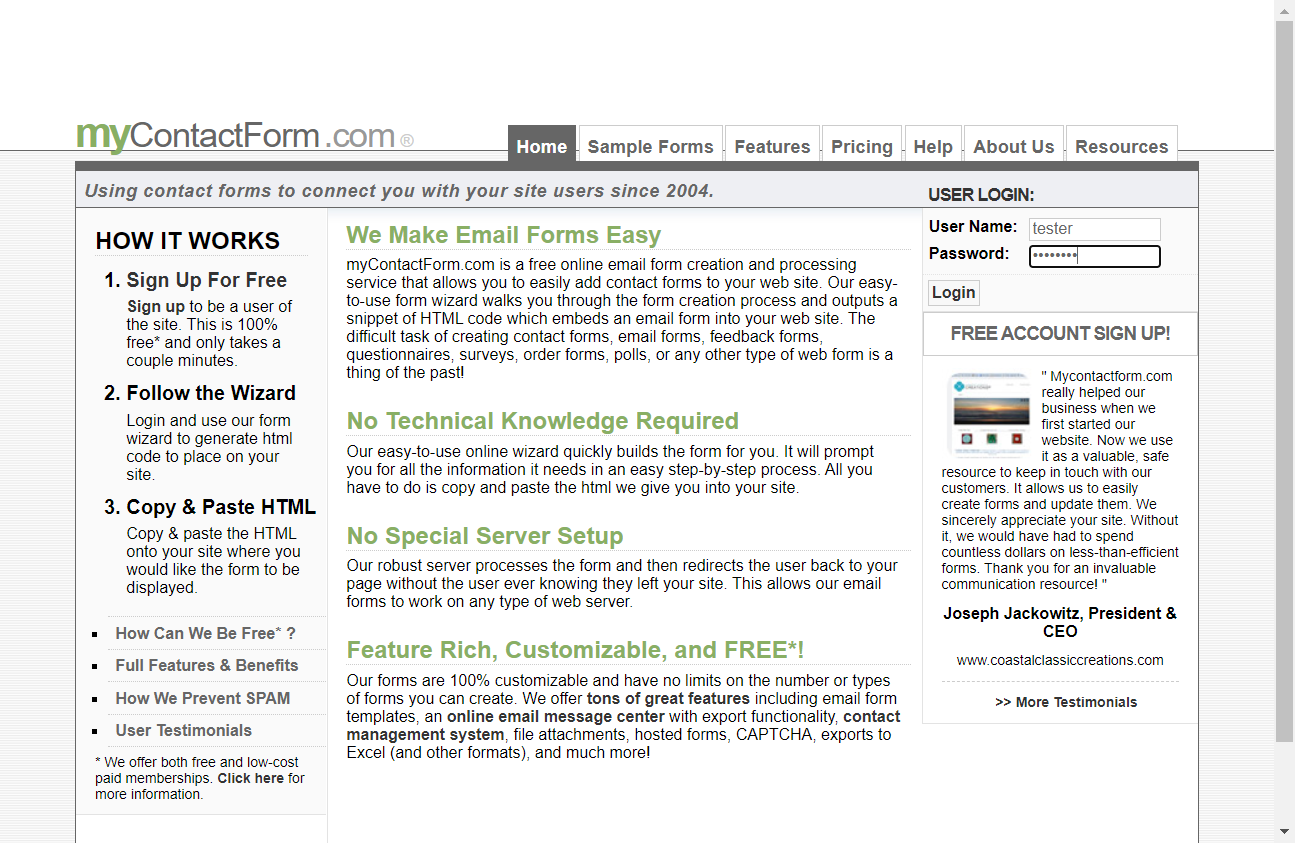 myContactForm.com®
Home
Sample Forms
Features
Pricing
Help
About Us
Resources
Using contact forms to connect you with your site users since 2004.
HOW IT WORKS
1. Sign Up For Free
Sign up to be a user of
the site. This is 100%
free* and only takes a
couple minutes.
2. Follow the Wizard
Login and use our form
wizard to generate html
code to place on your
site.
3. Copy & Paste HTML
Copy & paste the HTML
onto your site where you
would like the form to be
displayed.
How Can We Be Free* ?
Full Features & Benefits
How We Prevent SPAM
User Testimonials
* We offer both free and low-cost
paid memberships. Click here for
more information.
We Make Email Forms Easy
myContactForm.com is a free online email form creation and processing
service that allows you to easily add contact forms to your web site. Our easy-
to-use form wizard walks you through the form creation process and outputs a
snippet of HTML code which embeds an email form into your web site. The
difficult task of creating contact forms, email forms, feedback forms,
questionnaires, surveys, order forms, polls, or any other type of web form is a
thing of the past!
No Technical Knowledge Required
Our easy-to-use online wizard quickly builds the form for you. It will prompt
you for all the information it needs in an easy step-by-step process. All you
have to do is copy and paste the html we give you into your site.
No Special Server Setup
Our robust server processes the form and then redirects the user back to your
page without the user ever knowing they left your site. This allows our email
forms to work on any type of web server.
Feature Rich, Customizable, and FREE*!
Our forms are 100% customizable and have no limits on the number or types
of forms you can create. We offer tons of great features including email form
templates, an online email message center with export functionality, contact
management system, file attachments, hosted forms, CAPTCHA, exports to
Excel (and other formats), and much more!
USER LOGIN:
User Name: tester
Password: ••••••••
Login
FREE ACCOUNT SIGN UP!
" Mycontactform.com
really helped our
business when we
first started our
website. Now we use
it as a valuable, safe
resource to keep in touch with our
customers. It allows us to easily
create forms and update them. We
sincerely appreciate your site. Without
it, we would have had to spend
countless dollars on less-than-efficient
forms. Thank you for an invaluable
communication resource! "
Joseph Jackowitz, President &
CEO
www.coastalclassiccreations.com
>> More Testimonials